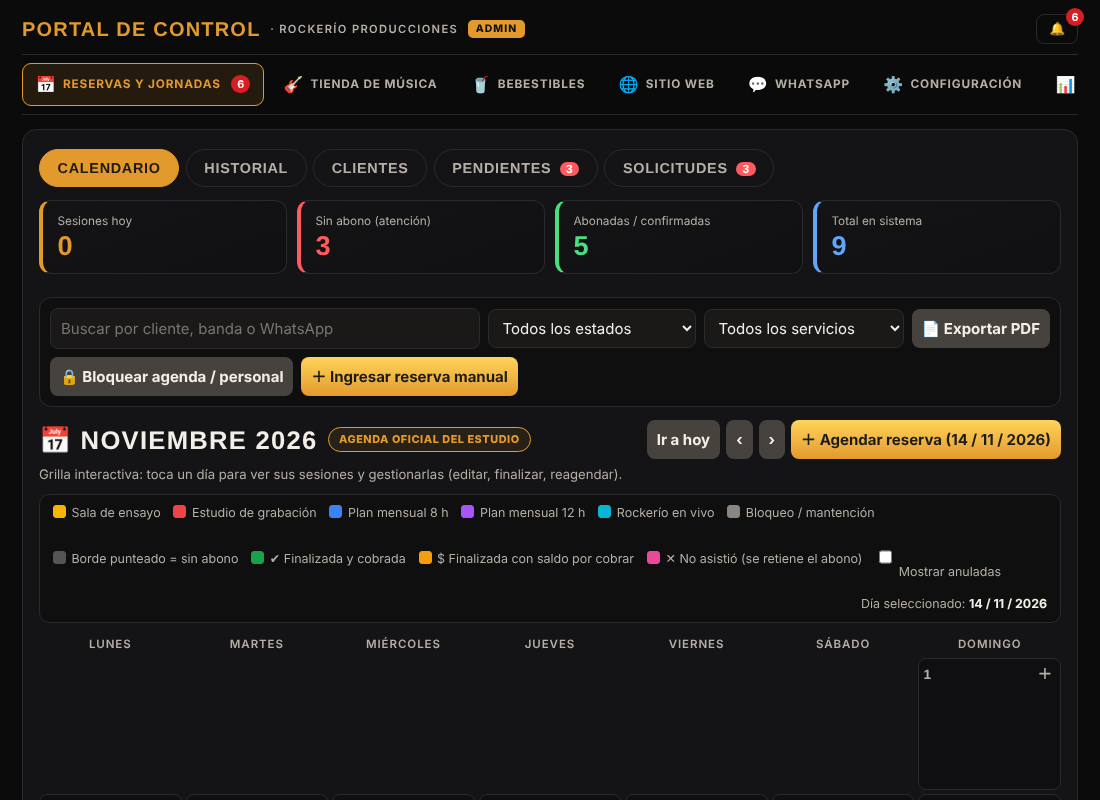 PORTAL DE CONTROL · ROCKERÍO PRODUCCIONES ADMIN 🔔 6
📅 RESERVAS Y JORNADAS 6 🎸 TIENDA DE MÚSICA 🥤 BEBESTIBLES 🌐 SITIO WEB 💬 WHATSAPP ⚙️ CONFIGURACIÓN 📊
CALENDARIO HISTORIAL CLIENTES PENDIENTES 3 SOLICITUDES 3
Sesiones hoy Sin abono (atención) Abonadas / confirmadas Total en sistema
0 3 5 9
Buscar por cliente, banda o WhatsApp Todos los estados Todos los servicios 📄 Exportar PDF
🔒 Bloquear agenda / personal + Ingresar reserva manual
📅 NOVIEMBRE 2026 AGENDA OFICIAL DEL ESTUDIO Ir a hoy ‹ › + Agendar reserva (14 / 11 / 2026)
Grilla interactiva: toca un día para ver sus sesiones y gestionarlas (editar, finalizar, reagendar).
Sala de ensayo Estudio de grabación Plan mensual 8 h Plan mensual 12 h Rockerío en vivo Bloqueo / mantención
Borde punteado = sin abono ✔ Finalizada y cobrada $ Finalizada con saldo por cobrar ✕ No asistió (se retiene el abono)
Mostrar anuladas
Día seleccionado: 14 / 11 / 2026
LUNES MARTES MIÉRCOLES JUEVES VIERNES SÁBADO DOMINGO
1 +